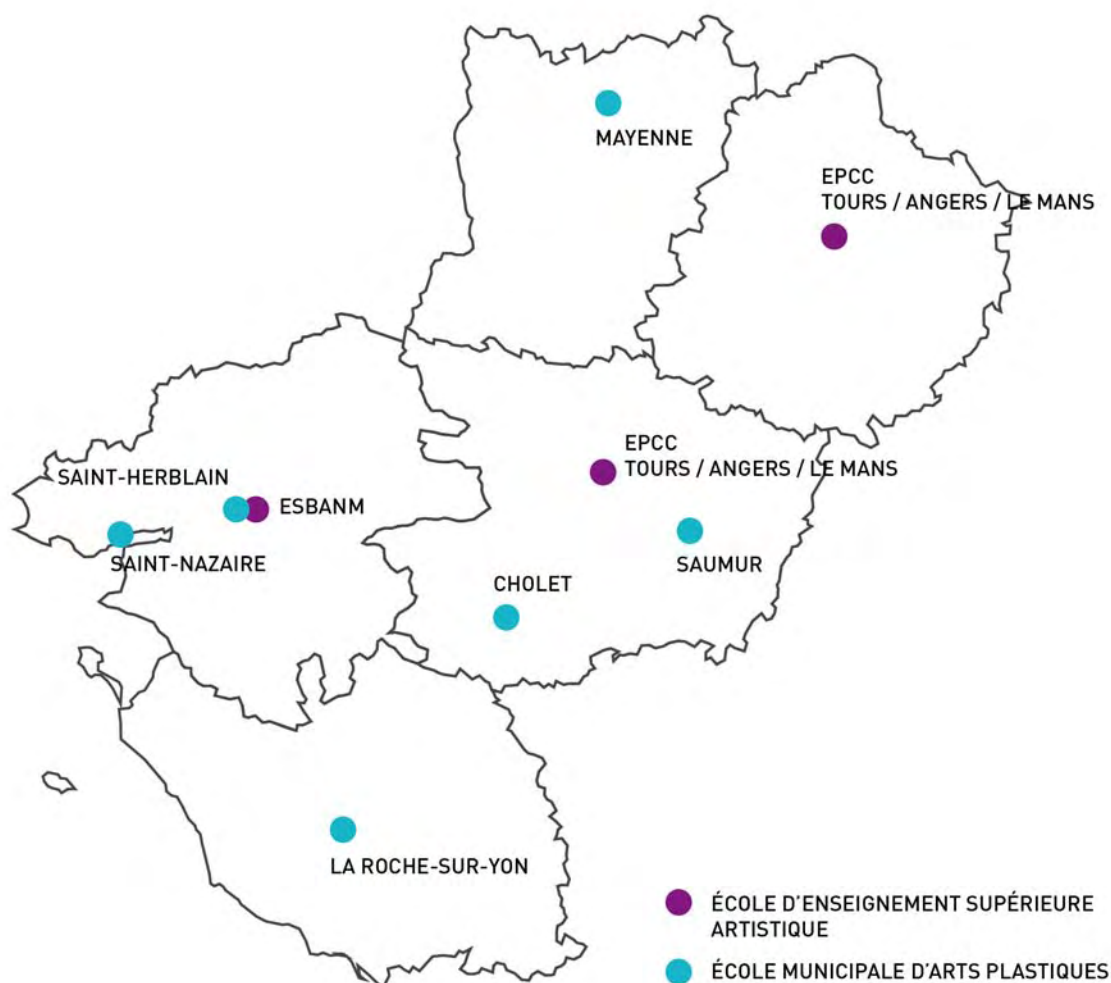 MAYENNE
EPCC
TOURS / ANGERS / LE MANS
EPCC
TOURS / ANGERS / LE MANS
SAINT-HERBLAIN
ESBANM
SAINT-NAZAIRE
SAUMUR
CHOLET
LA ROCHE-SUR-YON
ÉCOLE D'ENSEIGNEMENT SUPÉRIEURE
ARTISTIQUE
ÉCOLE MUNICIPALE D'ARTS PLASTIQUES